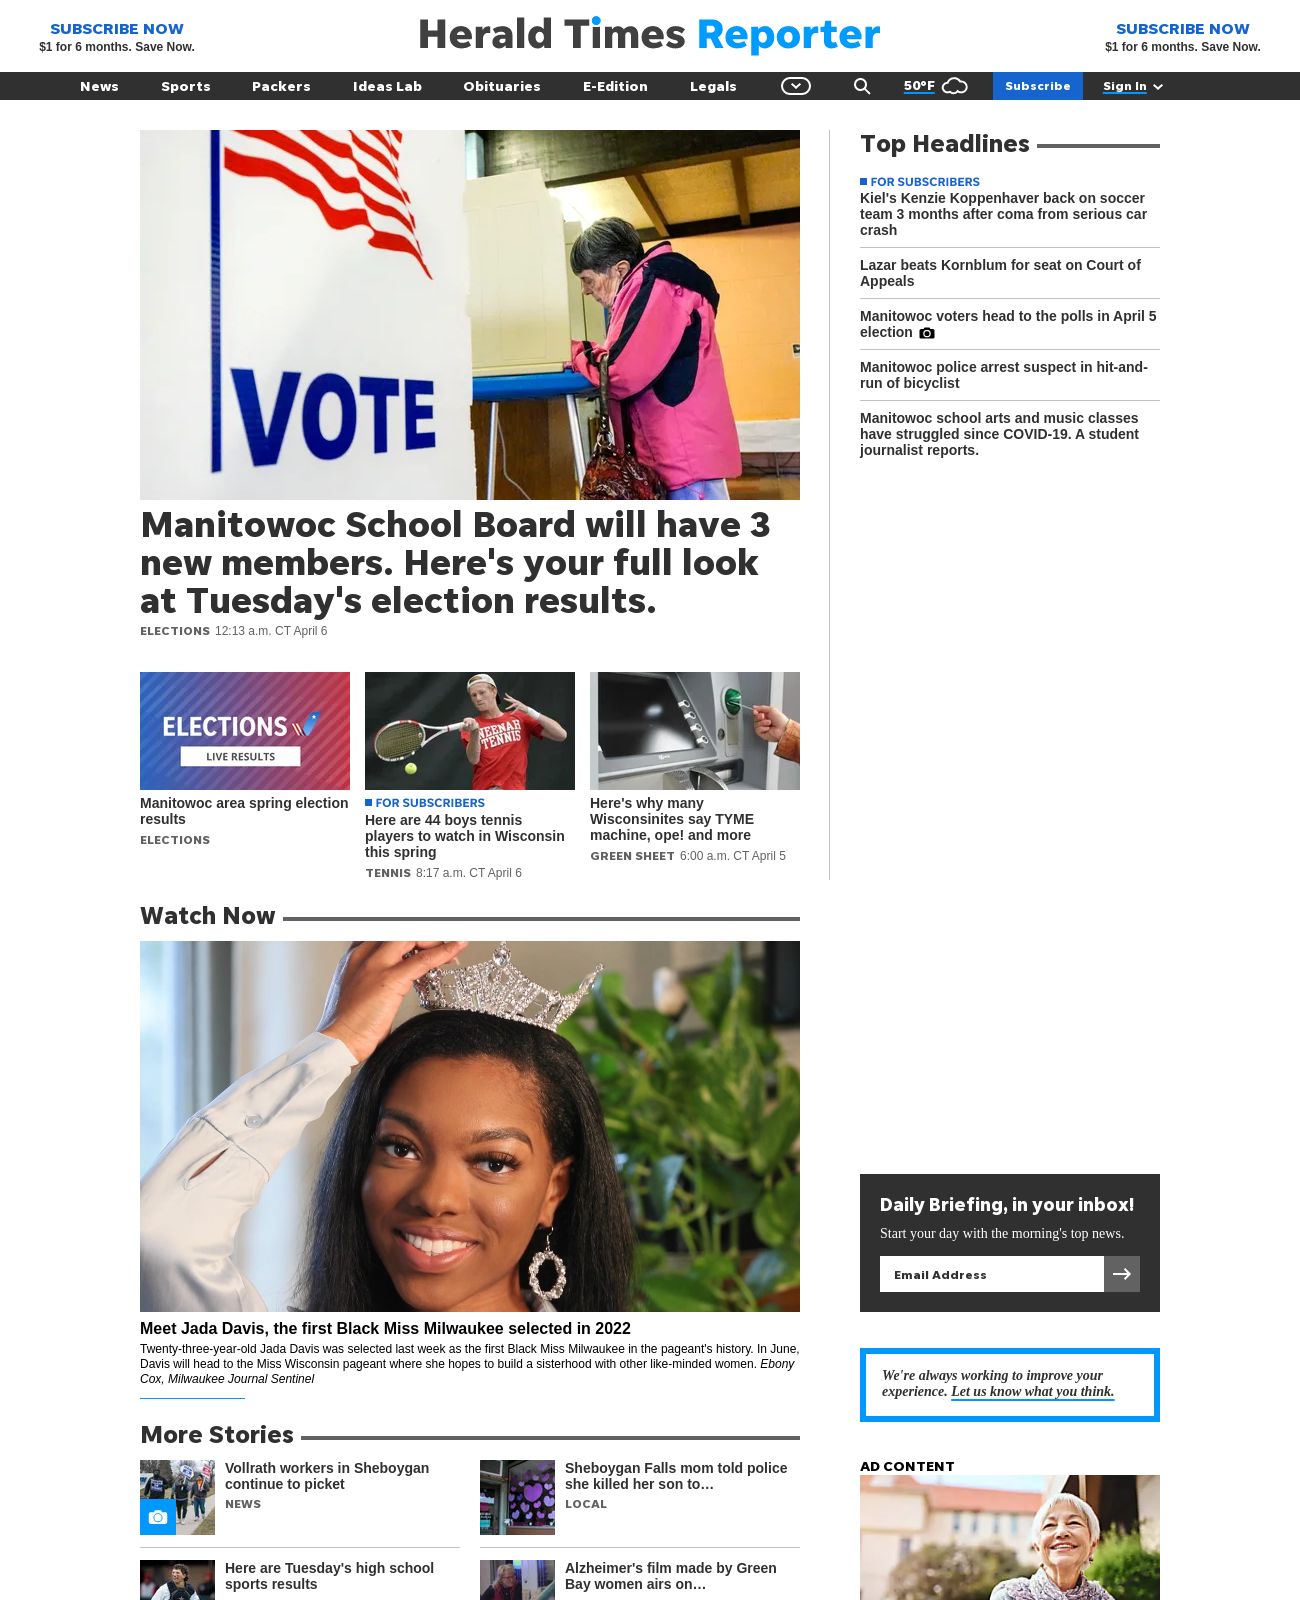 SUBSCRIBE NOW
$1 for 6 months. Save Now.
Herald Times Reporter
SUBSCRIBE NOW
$1 for 6 months. Save Now.
News Sports Packers Ideas Lab Obituaries E-Edition Legals 50°F Subscribe Sign In
VOTE
Manitowoc School Board will have 3
new members. Here's your full look
at Tuesday's election results.
ELECTIONS 12:13 a.m. CT April 6
ELECTIONS
LIVE RESULTS
Manitowoc area spring election
results
ELECTIONS
NEENAH
TENNIS
FOR SUBSCRIBERS
Here are 44 boys tennis
players to watch in Wisconsin
this spring
TENNIS 8:17 a.m. CT April 6
Here's why many
Wisconsinites say TYME
machine, ope! and more
GREEN SHEET 6:00 a.m. CT April 5
Top Headlines
FOR SUBSCRIBERS
Kiel's Kenzie Koppenhaver back on soccer
team 3 months after coma from serious car
crash
Lazar beats Kornblum for seat on Court of
Appeals
Manitowoc voters head to the polls in April 5
election
Manitowoc police arrest suspect in hit-and-
run of bicyclist
Manitowoc school arts and music classes
have struggled since COVID-19. A student
journalist reports.
Watch Now
Meet Jada Davis, the first Black Miss Milwaukee selected in 2022
Twenty-three-year-old Jada Davis was selected last week as the first Black Miss Milwaukee in the pageant's history. In June,
Davis will head to the Miss Wisconsin pageant where she hopes to build a sisterhood with other like-minded women. Ebony
Cox, Milwaukee Journal Sentinel
More Stories
Vollrath workers in Sheboygan
continue to picket
NEWS
Sheboygan Falls mom told police
she killed her son to…
LOCAL
Here are Tuesday's high school
sports results
Alzheimer's film made by Green
Bay women airs on…
Daily Briefing, in your inbox!
Start your day with the morning's top news.
Email Address
We're always working to improve your
experience. Let us know what you think.
AD CONTENT